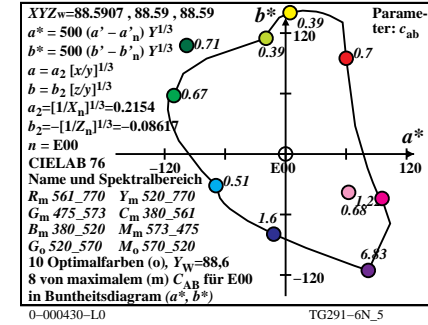 XYZw=88.5907, 88.59, 88.59
a* = 500 (a' - a'n) Y1/3
b* = 500 (b' - b'n) Y1/3
a = a2 [x/y]1/3
b = b2 [z/y]1/3
a2=[1/Xn]1/3=0.2154
b2=-[1/Zn]1/3=-0.08617
n = E00
CIELAB 76
Name und Spektralbereich
Rm 561_770 Ym 520_770
Gm 475_573 Cm 380_561
Bm 380_520 Mm 573_475
Go 520_570 Mo 570_520
10 Optimalfarben (o), YW=88,6
8 von maximalem (m) CAB für E00
in Buntheitsdiagram (a*, b*)
Parame-
ter: cab
b*
a*
120
-120
E00
120
-120
0.39
0.39
0.71
0.7
0.67
0.51
0.68
1.6
6.83
0-000430-L0
TG291-6N_5